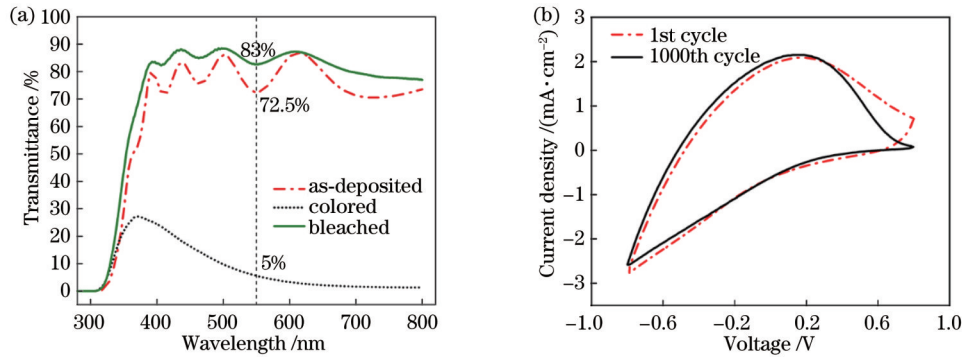 (a)
100
90
80
70
60
50
40
30
20
10
0
Transmittance /%
83%
72.5%
5%
as-deposited
colored
bleached
300 400 500 600 700 800
Wavelength /nm
(b)
3
2
1
0
−1
−2
−3
Current density /(mA·cm⁻²)
1st cycle
1000th cycle
−1.0 −0.6 −0.2 0.2 0.6 1.0
Voltage /V